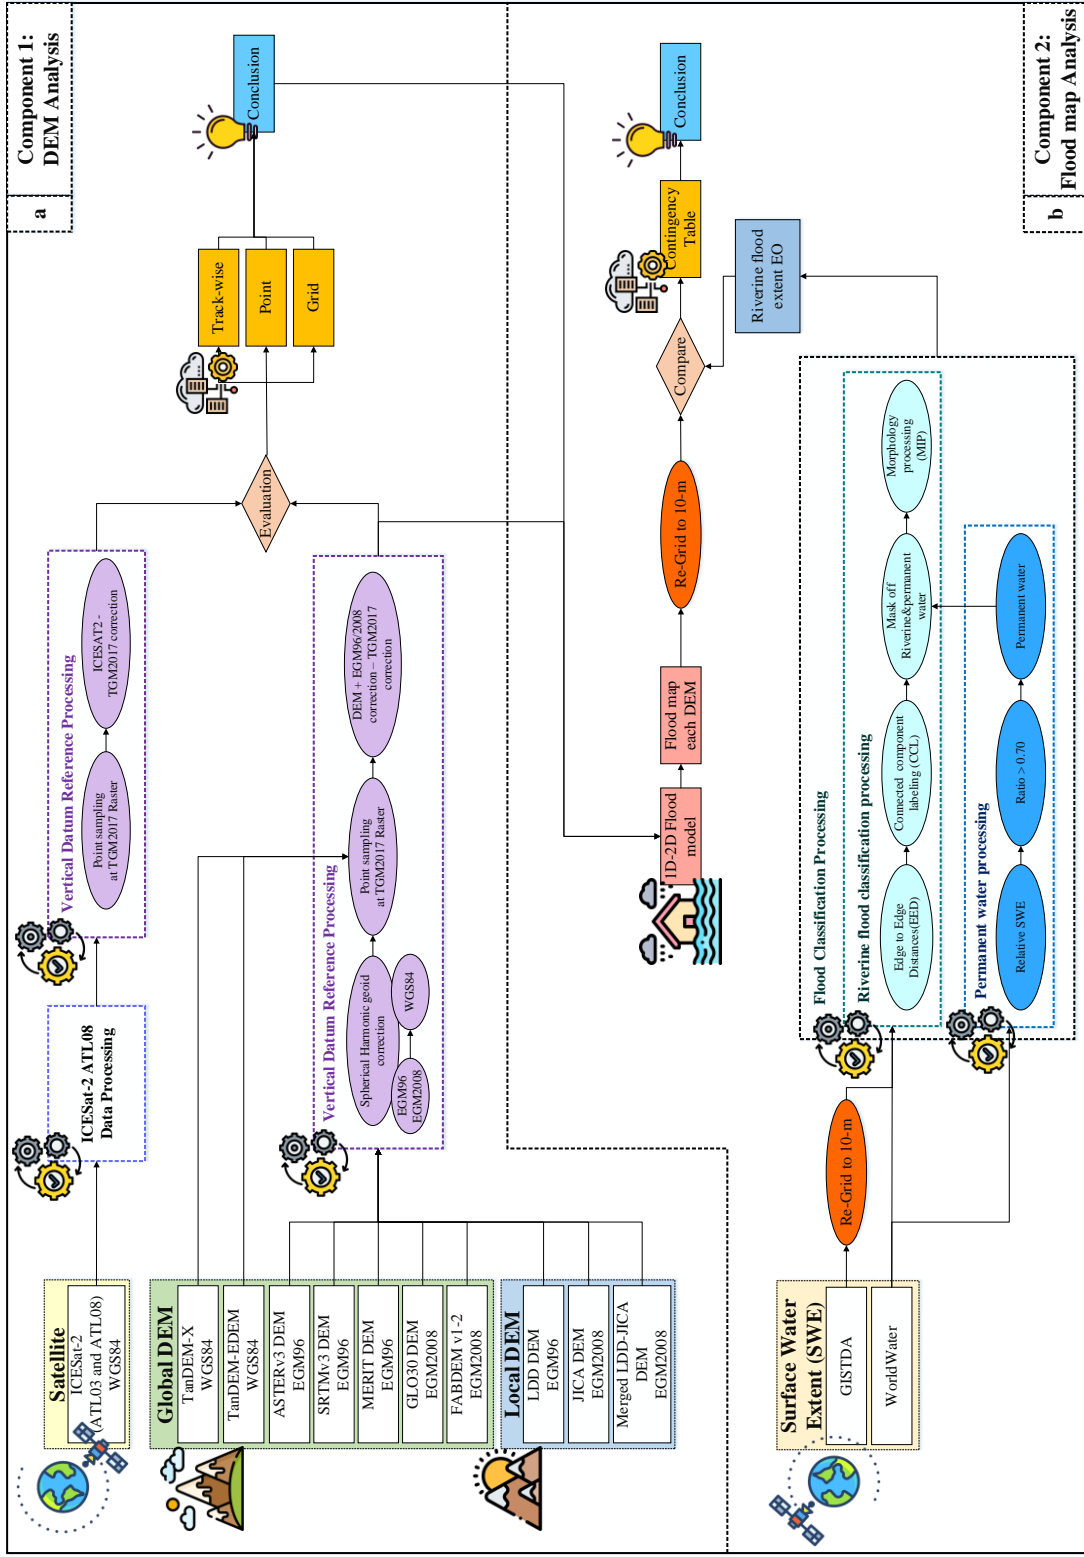 a
Component 1:
DEM Analysis
Satellite
ICESat-2
(ATL03 and ATL08)
WGS84
ICESat-2 ATL08
Data Processing
Vertical Datum Reference Processing
Point sampling
at TGM2017 Raster
ICESAT2 -
TGM2017 correction
Global DEM
TanDEM-X
WGS84
TanDEM-EDEM
WGS84
ASTERv3 DEM
EGM96
SRTMv3 DEM
EGM96
MERIT DEM
EGM96
GLO30 DEM
EGM2008
FABDEM v1-2
EGM2008
Local DEM
LDD DEM
EGM96
JICA DEM
EGM2008
Merged LDD-JICA
DEM
EGM2008
Vertical Datum Reference Processing
Spherical Harmonic geoid
correction
EGM96
EGM2008
WGS84
Point sampling
at TGM2017 Raster
DEM + EGM96/2008
correction – TGM2017
correction
Evaluation
Track-wise
Point
Grid
Conclusion
1D-2D Flood
model
Flood map
each DEM
Re-Grid to 10-m
Compare
Contingency
Table
Conclusion
Riverine flood
extent EO
Surface Water
Extent (SWE)
GISTDA
WorldWater
Re-Grid to 10-m
Flood Classification Processing
Riverine flood classification processing
Edge to Edge
Distances(EED)
Connected component
labeling (CCL)
Mask off
Riverine&permanent
water
Morphology
processing
(MIP)
Permanent water processing
Relative SWE
Ratio > 0.70
Permanent water
b
Component 2:
Flood map Analysis